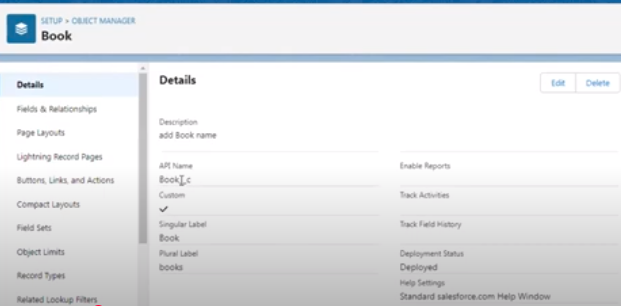 SETUP > OBJECT MANAGER
Book
Details
Fields & Relationships
Page Layouts
Lightning Record Pages
Buttons, Links, and Actions
Compact Layouts
Field Sets
Object Limits
Record Types
Related Lookup Filters
Details
Edit
Delete
Description
add Book name
API Name
Custom
Singular Label
Book
Plural Label
books
Enable Reports
Track Activities
Track Field History
Deployment Status
Deployed
Help Settings
Standard salesforce.com Help Window